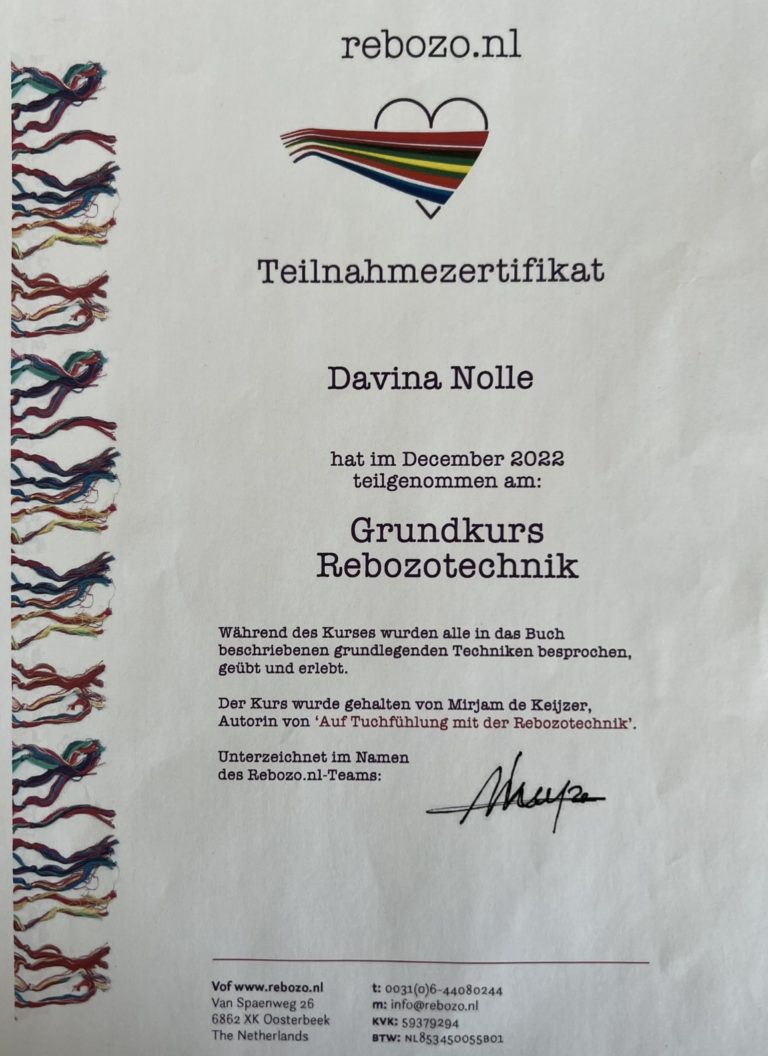 rebozo.nl
Teilnahmezertifikat
Davina Nolle
hat im December 2022
teilgenommen am:
Grundkurs
Rebozotechnik
Während des Kurses wurden alle in das Buch
beschriebenen grundlegenden Techniken besprochen,
geübt und erlebt.
Der Kurs wurde gehalten von Mirjam de Keijzer,
Autorin von ‘Auf Tuchfühlung mit der Rebozotechnik’.
Unterzeichnet im Namen
des Rebozo.nl-Teams:
Vof www.rebozo.nl
Van Spaenweg 26
6862 XK Oosterbeek
The Netherlands
t: 0031(0)6-44080244
m: info@rebozo.nl
KVK: 59379294
BTW: NL853450055B01